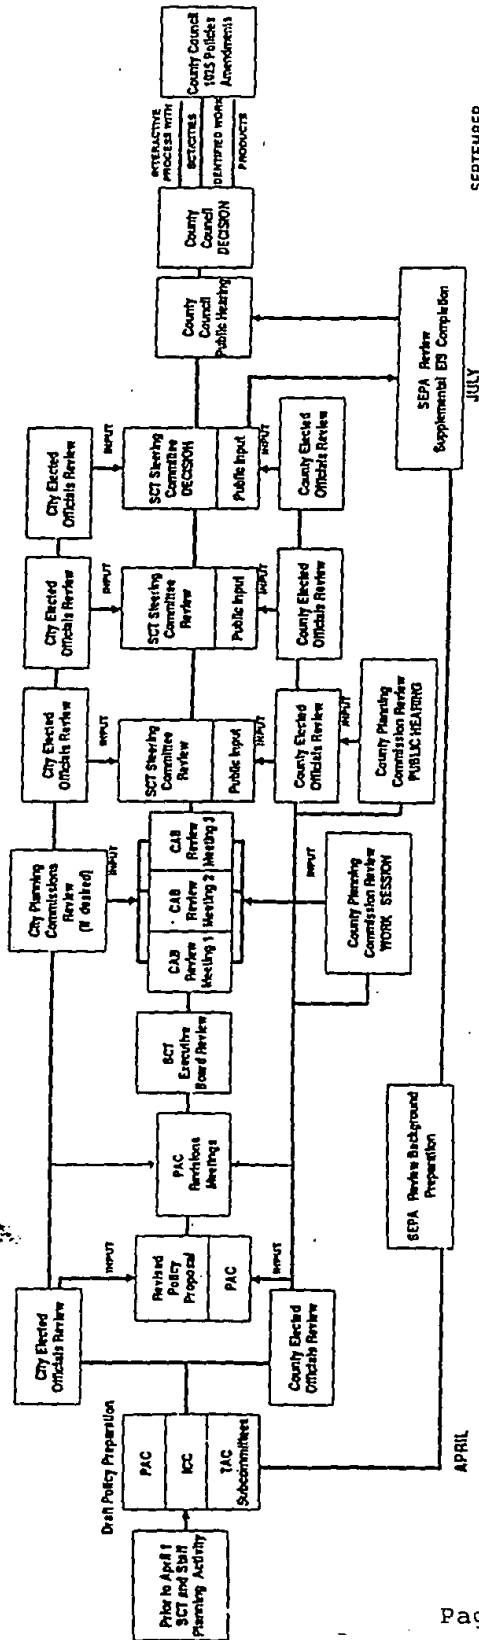 Prior to April 1
SCT and Staff
Planning Activity
Draft Policy Preparation
PAC
ICC
TAC
Subcommittees
City Elected
Officials Review
County Elected
Officials Review
INPUT
Revised
Policy
Proposal
PAC
INPUT
PAC
Revisions
Meetings
SCT
Executive
Board Review
City Planning
Commissions
Review
(if desired)
INPUT
CAB
Review
Meeting 1
CAB
Review
Meeting 2
CAB
Review
Meeting 3
INPUT
County Planning
Commission Review
WORK SESSION
City Elected
Officials Review
INPUT
SCT Steering
Committee
Review
Public Input
INPUT
County Elected
Officials Review
INPUT
County Planning
Commission Review
PUBLIC HEARING
City Elected
Officials Review
INPUT
SCT Steering
Committee
Review
Public Input
INPUT
County Elected
Officials Review
City Elected
Officials Review
INPUT
SCT Steering
Committee
DECISION
Public Input
INPUT
County Elected
Officials Review
County
Council
Public Hearing
County
Council
DECISION
INTERACTIVE
PROCESS WITH
SCT/CITIES
IDENTIFIED WORK
PRODUCTS
County Council
1025 Policies
Amendments
SEPA Review Background
Preparation
SEPA Review
Supplemental EIS Completion
APRIL
JULY
SEPTEMBER
Pag